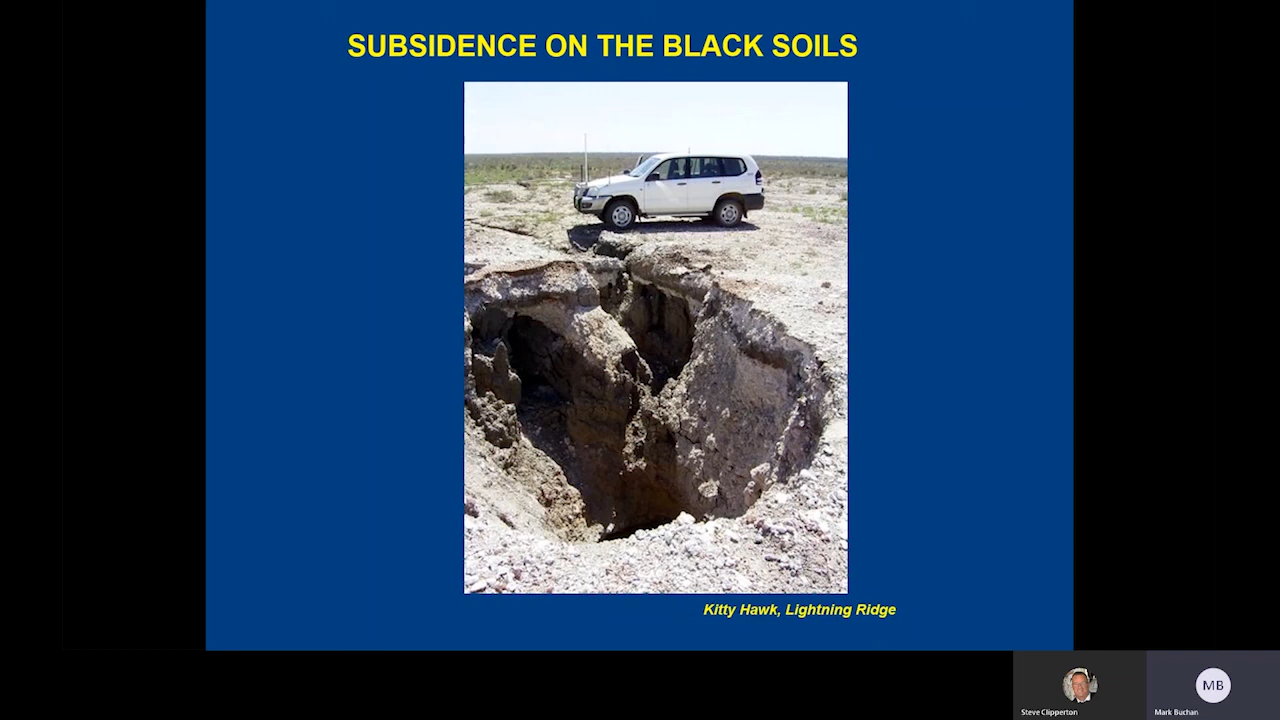 SUBSIDENCE ON THE BLACK SOILS
Kitty Hawk, Lightning Ridge
MB
Steve Clipperton
Mark Buchan